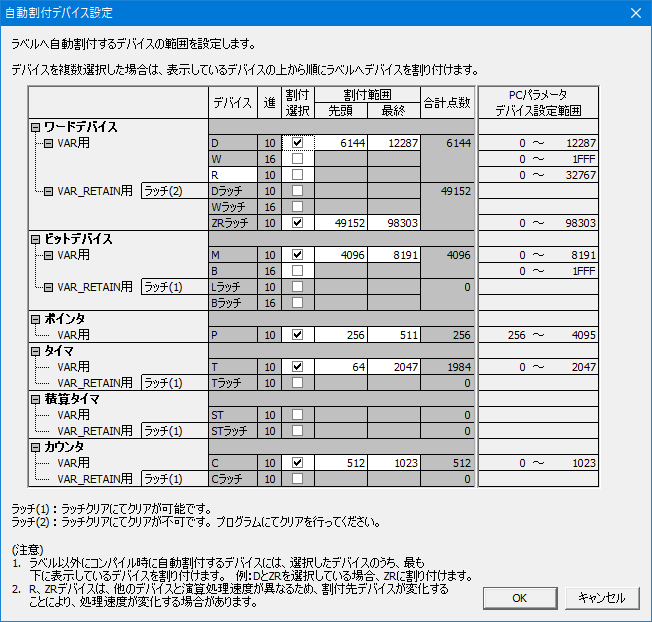 自動割付デバイス設定
ラベルへ自動割付するデバイスの範囲を設定します。
デバイスを複数選択した場合は、表示しているデバイスの上から順にラベルへデバイスを割り付けます。
デバイス 進 割付選択 割付範囲 先頭 最終 合計点数 PCパラメータ デバイス設定範囲
ワードデバイス
VAR用 D 10 6144 12287 6144 0 ～ 12287
W 16 0 ～ 1FFF
R 10 0 ～ 32767
VAR_RETAIN用 ラッチ(2) Dラッチ 10 49152
Wラッチ 16
ZRラッチ 10 49152 98303 0 ～ 98303
ビットデバイス
VAR用 M 10 4096 8191 4096 0 ～ 8191
B 16 0 ～ 1FFF
VAR_RETAIN用 ラッチ(1) Lラッチ 10 0
Bラッチ 16
ポインタ
VAR用 P 10 256 511 256 256 ～ 4095
タイマ
VAR用 T 10 64 2047 1984 0 ～ 2047
VAR_RETAIN用 ラッチ(1) Tラッチ 10 0
積算タイマ
VAR用 ST 10 0
VAR_RETAIN用 ラッチ(1) STラッチ 10 0
カウンタ
VAR用 C 10 512 1023 512 0 ～ 1023
VAR_RETAIN用 ラッチ(1) Cラッチ 10 0
ラッチ(1)：ラッチクリアにてクリアが可能です。
ラッチ(2)：ラッチクリアにてクリアが不可です。プログラムにてクリアを行ってください。
(注意)
1. ラベル以外にコンパイル時に自動割付するデバイスには、選択したデバイスのうち、最も
下に表示しているデバイスを割り付けます。 例：DとZRを選択している場合、ZRに割り付けます。
2. R、ZRデバイスは、他のデバイスと演算処理速度が異なるため、割付先デバイスが変化する
ことにより、処理速度が変化する場合があります。
OK キャンセル